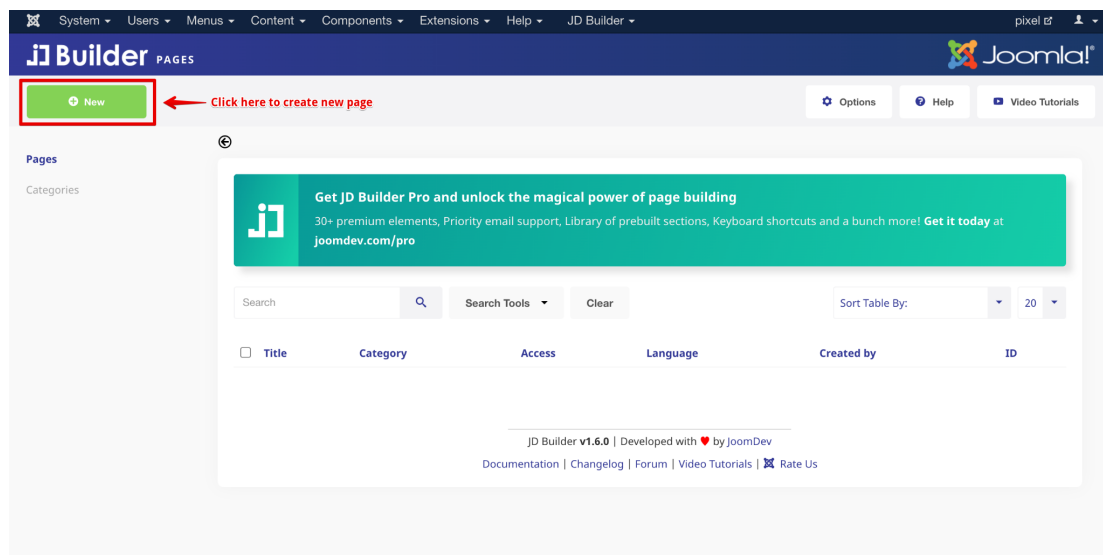 System Users Menus Content Components Extensions Help JD Builder pixel
JD Builder PAGES Joomla!®
New Click here to create new page Options Help Video Tutorials
Pages
Categories
Get JD Builder Pro and unlock the magical power of page building
30+ premium elements, Priority email support, Library of prebuilt sections, Keyboard shortcuts and a bunch more! Get it today at
joomdev.com/pro
Search Search Tools Clear Sort Table By: 20
Title Category Access Language Created by ID
JD Builder v1.6.0 | Developed with ♥ by JoomDev
Documentation | Changelog | Forum | Video Tutorials | Rate Us